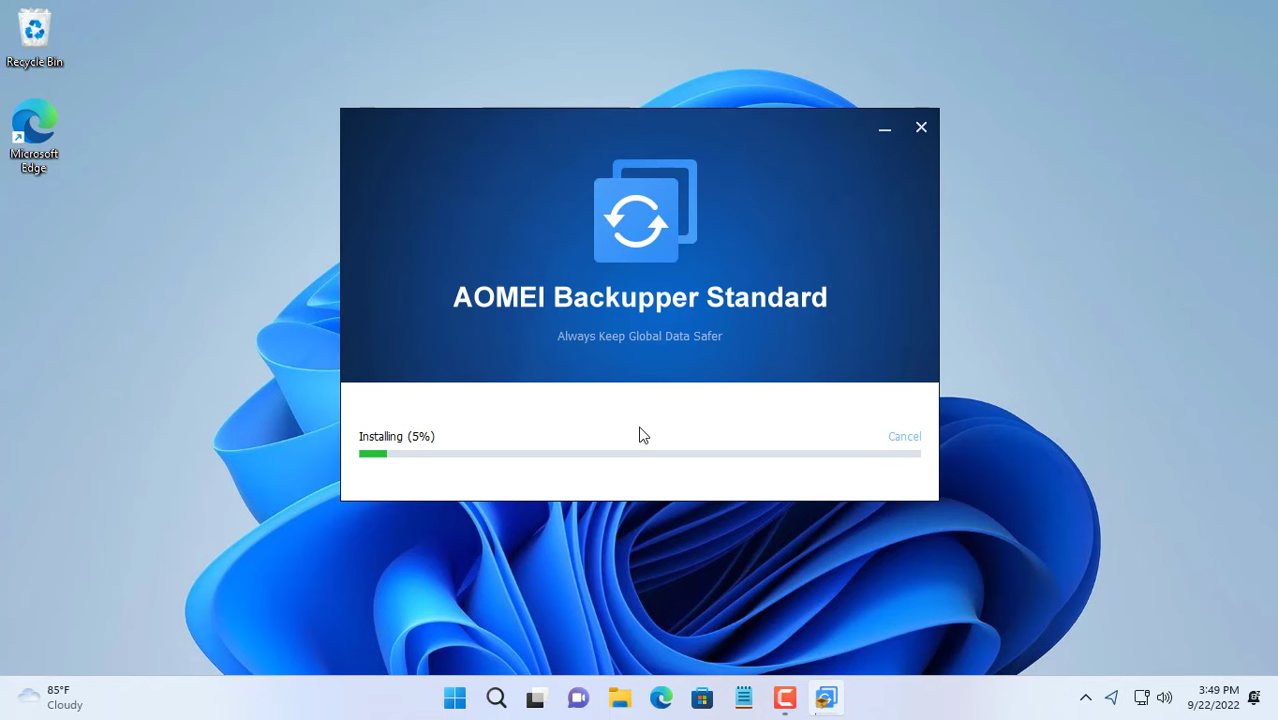 Recycle Bin
Microsoft
Edge
AOMEI Backupper Standard
Always Keep Global Data Safer
Installing (5%)
Cancel
85°F
Cloudy
3:49 PM
9/22/2022